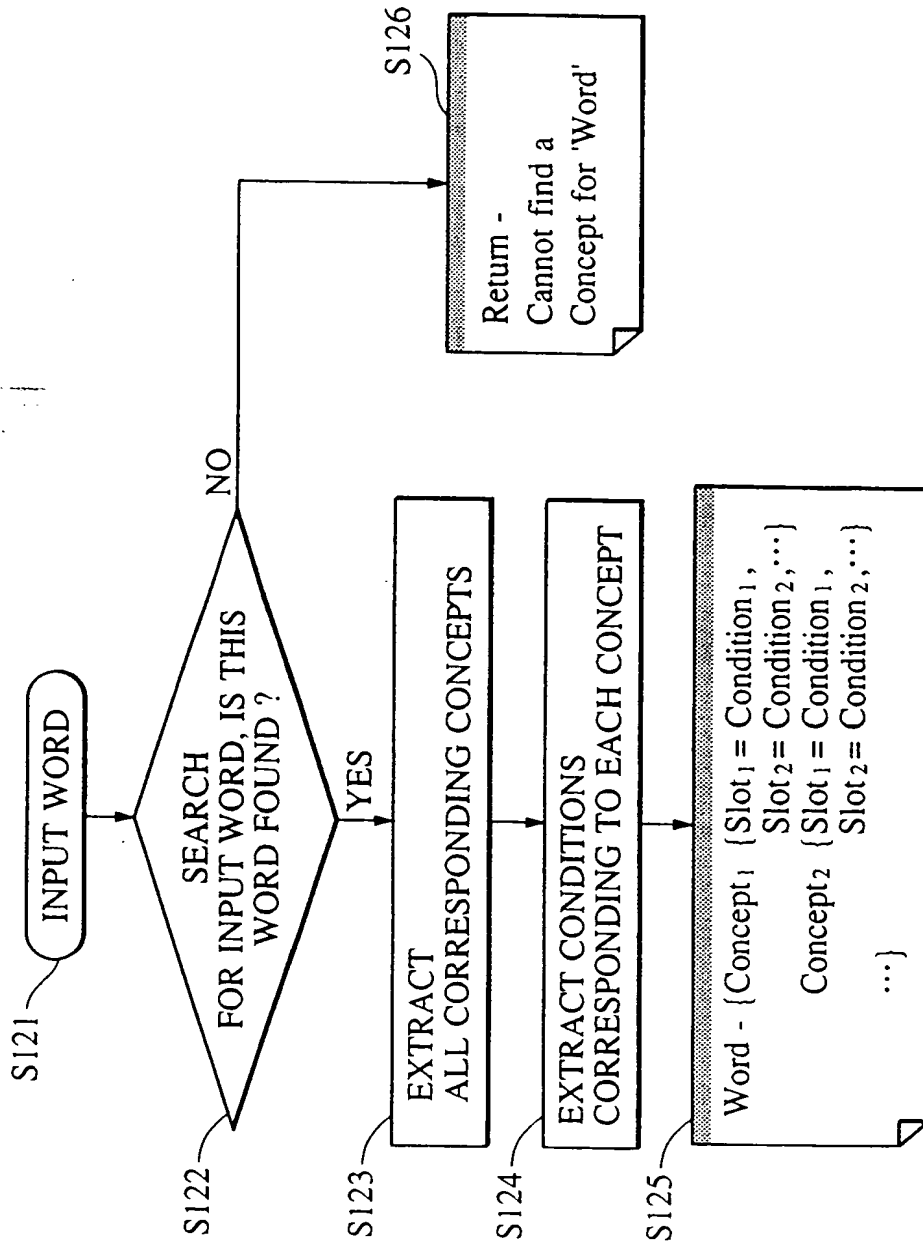 S121
INPUT WORD
S122
SEARCH
FOR INPUT WORD, IS THIS
WORD FOUND ?
NO
YES
S123
EXTRACT
ALL CORRESPONDING CONCEPTS
S124
EXTRACT CONDITIONS
CORRESPONDING TO EACH CONCEPT
S125
Word - {Concept₁ {Slot₁ = Condition₁,
Slot₂ = Condition₂,⋯}
Concept₂ {Slot₁ = Condition₁,
Slot₂ = Condition₂,⋯}
⋯}
S126
Return -
Cannot find a
Concept for 'Word'